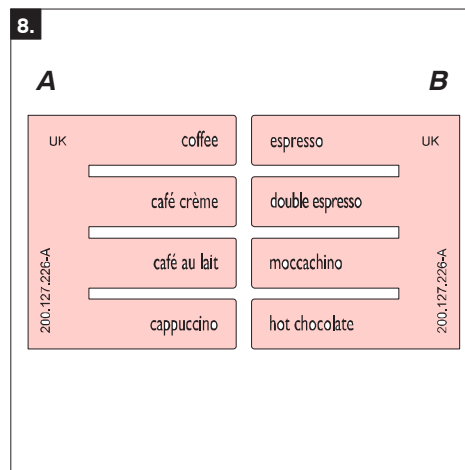 8.
A
B
UK
coffee
café crème
café au lait
cappuccino
200.127.226-A
espresso
double espresso
moccachino
hot chocolate
UK
200.127.226-A